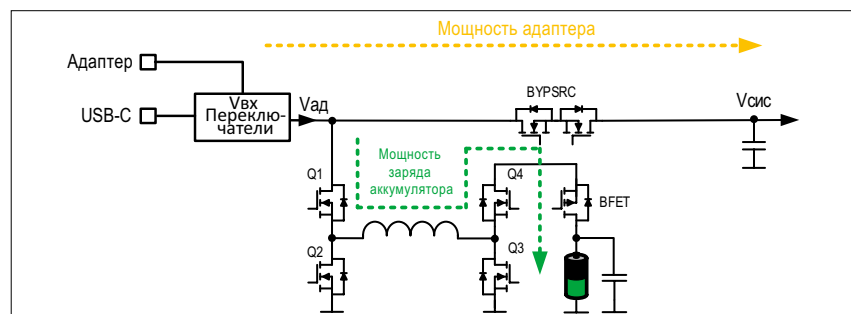 Мощность адаптера
Адаптер
USB-C
Vвх
Переклю-
чатели
Vад
BYPSRC
Vсис
Мощность
заряда
аккумулятора
Q1
Q4
BFET
Q2
Q3